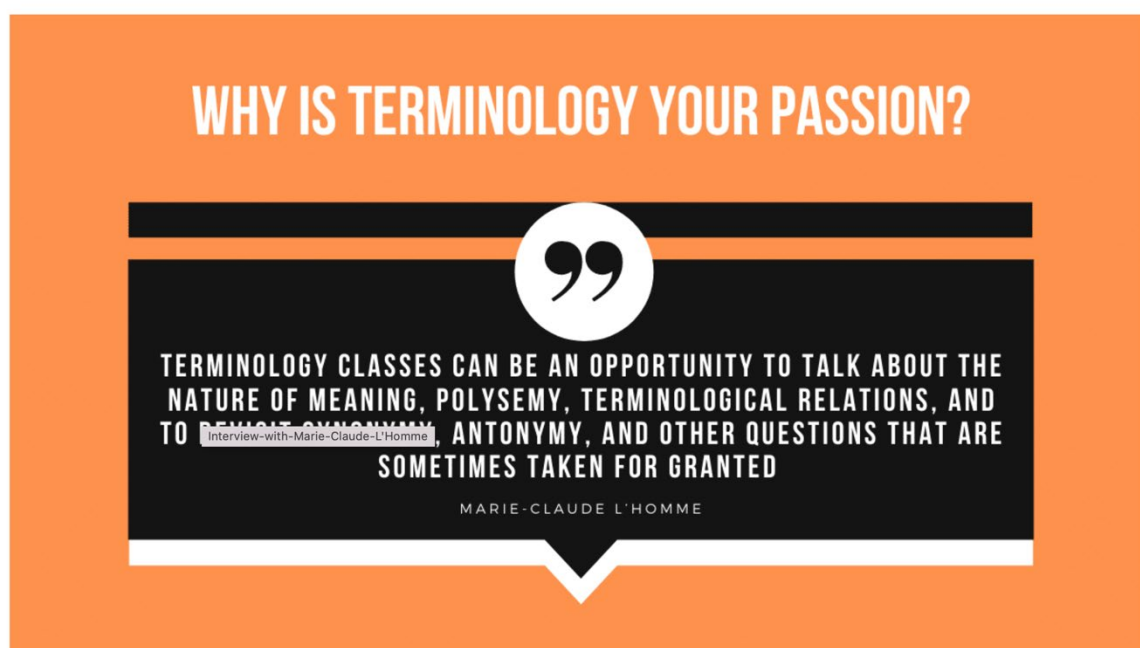 WHY IS TERMINOLOGY YOUR PASSION?
TERMINOLOGY CLASSES CAN BE AN OPPORTUNITY TO TALK ABOUT THE
NATURE OF MEANING, POLYSEMY, TERMINOLOGICAL RELATIONS, AND
TO REVISIT SYNONYMY, ANTONYMY, AND OTHER QUESTIONS THAT ARE
Interview-with-Marie-Claude-L'Homme
SOMETIMES TAKEN FOR GRANTED
MARIE-CLAUDE L'HOMME